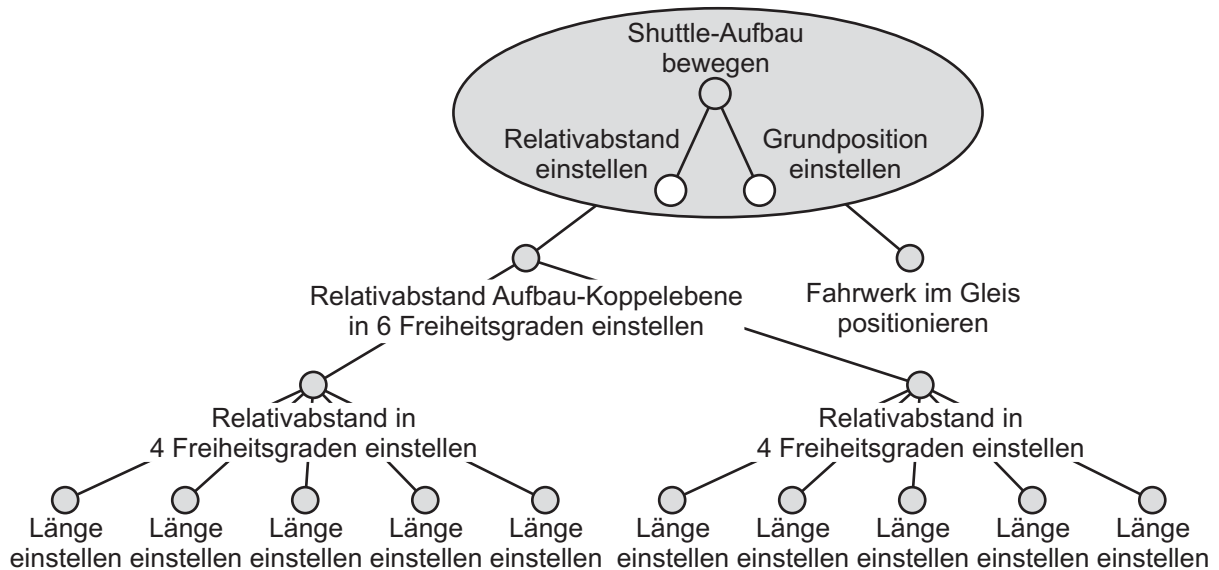 Shuttle-Aufbau
bewegen
Relativabstand
einstellen
Grundposition
einstellen
Relativabstand Aufbau-Koppelebene
in 6 Freiheitsgraden einstellen
Fahrwerk im Gleis
positionieren
Relativabstand in
4 Freiheitsgraden einstellen
Relativabstand in
4 Freiheitsgraden einstellen
Länge
einstellen
Länge
einstellen
Länge
einstellen
Länge
einstellen
Länge
einstellen
Länge
einstellen
Länge
einstellen
Länge
einstellen
Länge
einstellen
Länge
einstellen